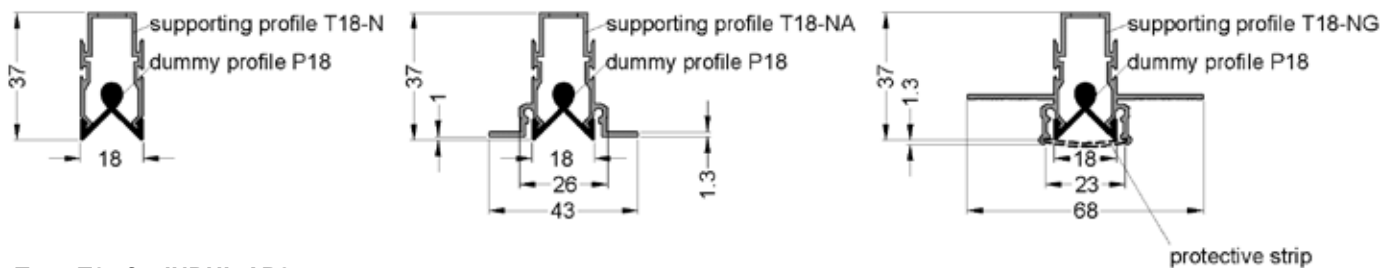 supporting profile T18-N
dummy profile P18
37
18
supporting profile T18-NA
dummy profile P18
37
1
18
26
43
1.3
supporting profile T18-NG
dummy profile P18
37
1.3
18
23
68
protective strip